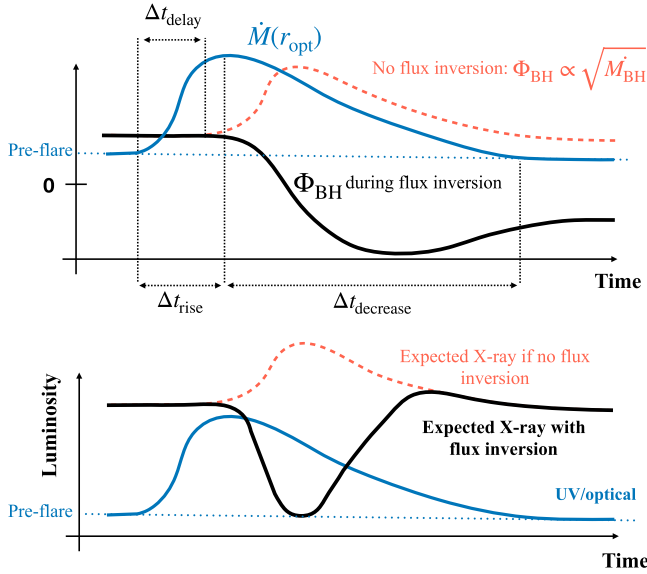 Δt_delay
Ṁ(r_opt)
No flux inversion: Φ_BH ∝ √Ṁ_BH
Pre-flare
0
Φ_BH during flux inversion
Time
Δt_rise
Δt_decrease
Expected X-ray if no flux
inversion
Luminosity
Expected X-ray with
flux inversion
UV/optical
Pre-flare
Time